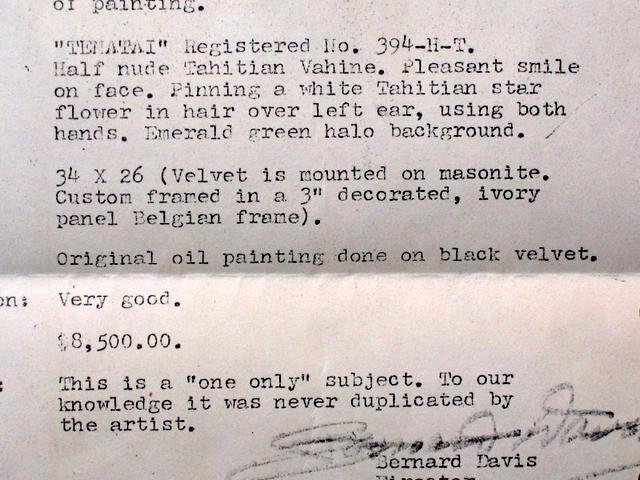 of painting.
"TEMATAI" Registered No. 394-H-T.
Half nude Tahitian Vahine. Pleasant smile
on face. Pinning a white Tahitian star
flower in hair over left ear, using both
hands. Emerald green halo background.
34 X 26 (Velvet is mounted on masonite.
Custom framed in a 3" decorated, ivory
panel Belgian frame).
Original oil painting done on black velvet.
on: Very good.
$8,500.00.
: This is a "one only" subject. To our
knowledge it was never duplicated by
the artist.
Bernard Davis
Director